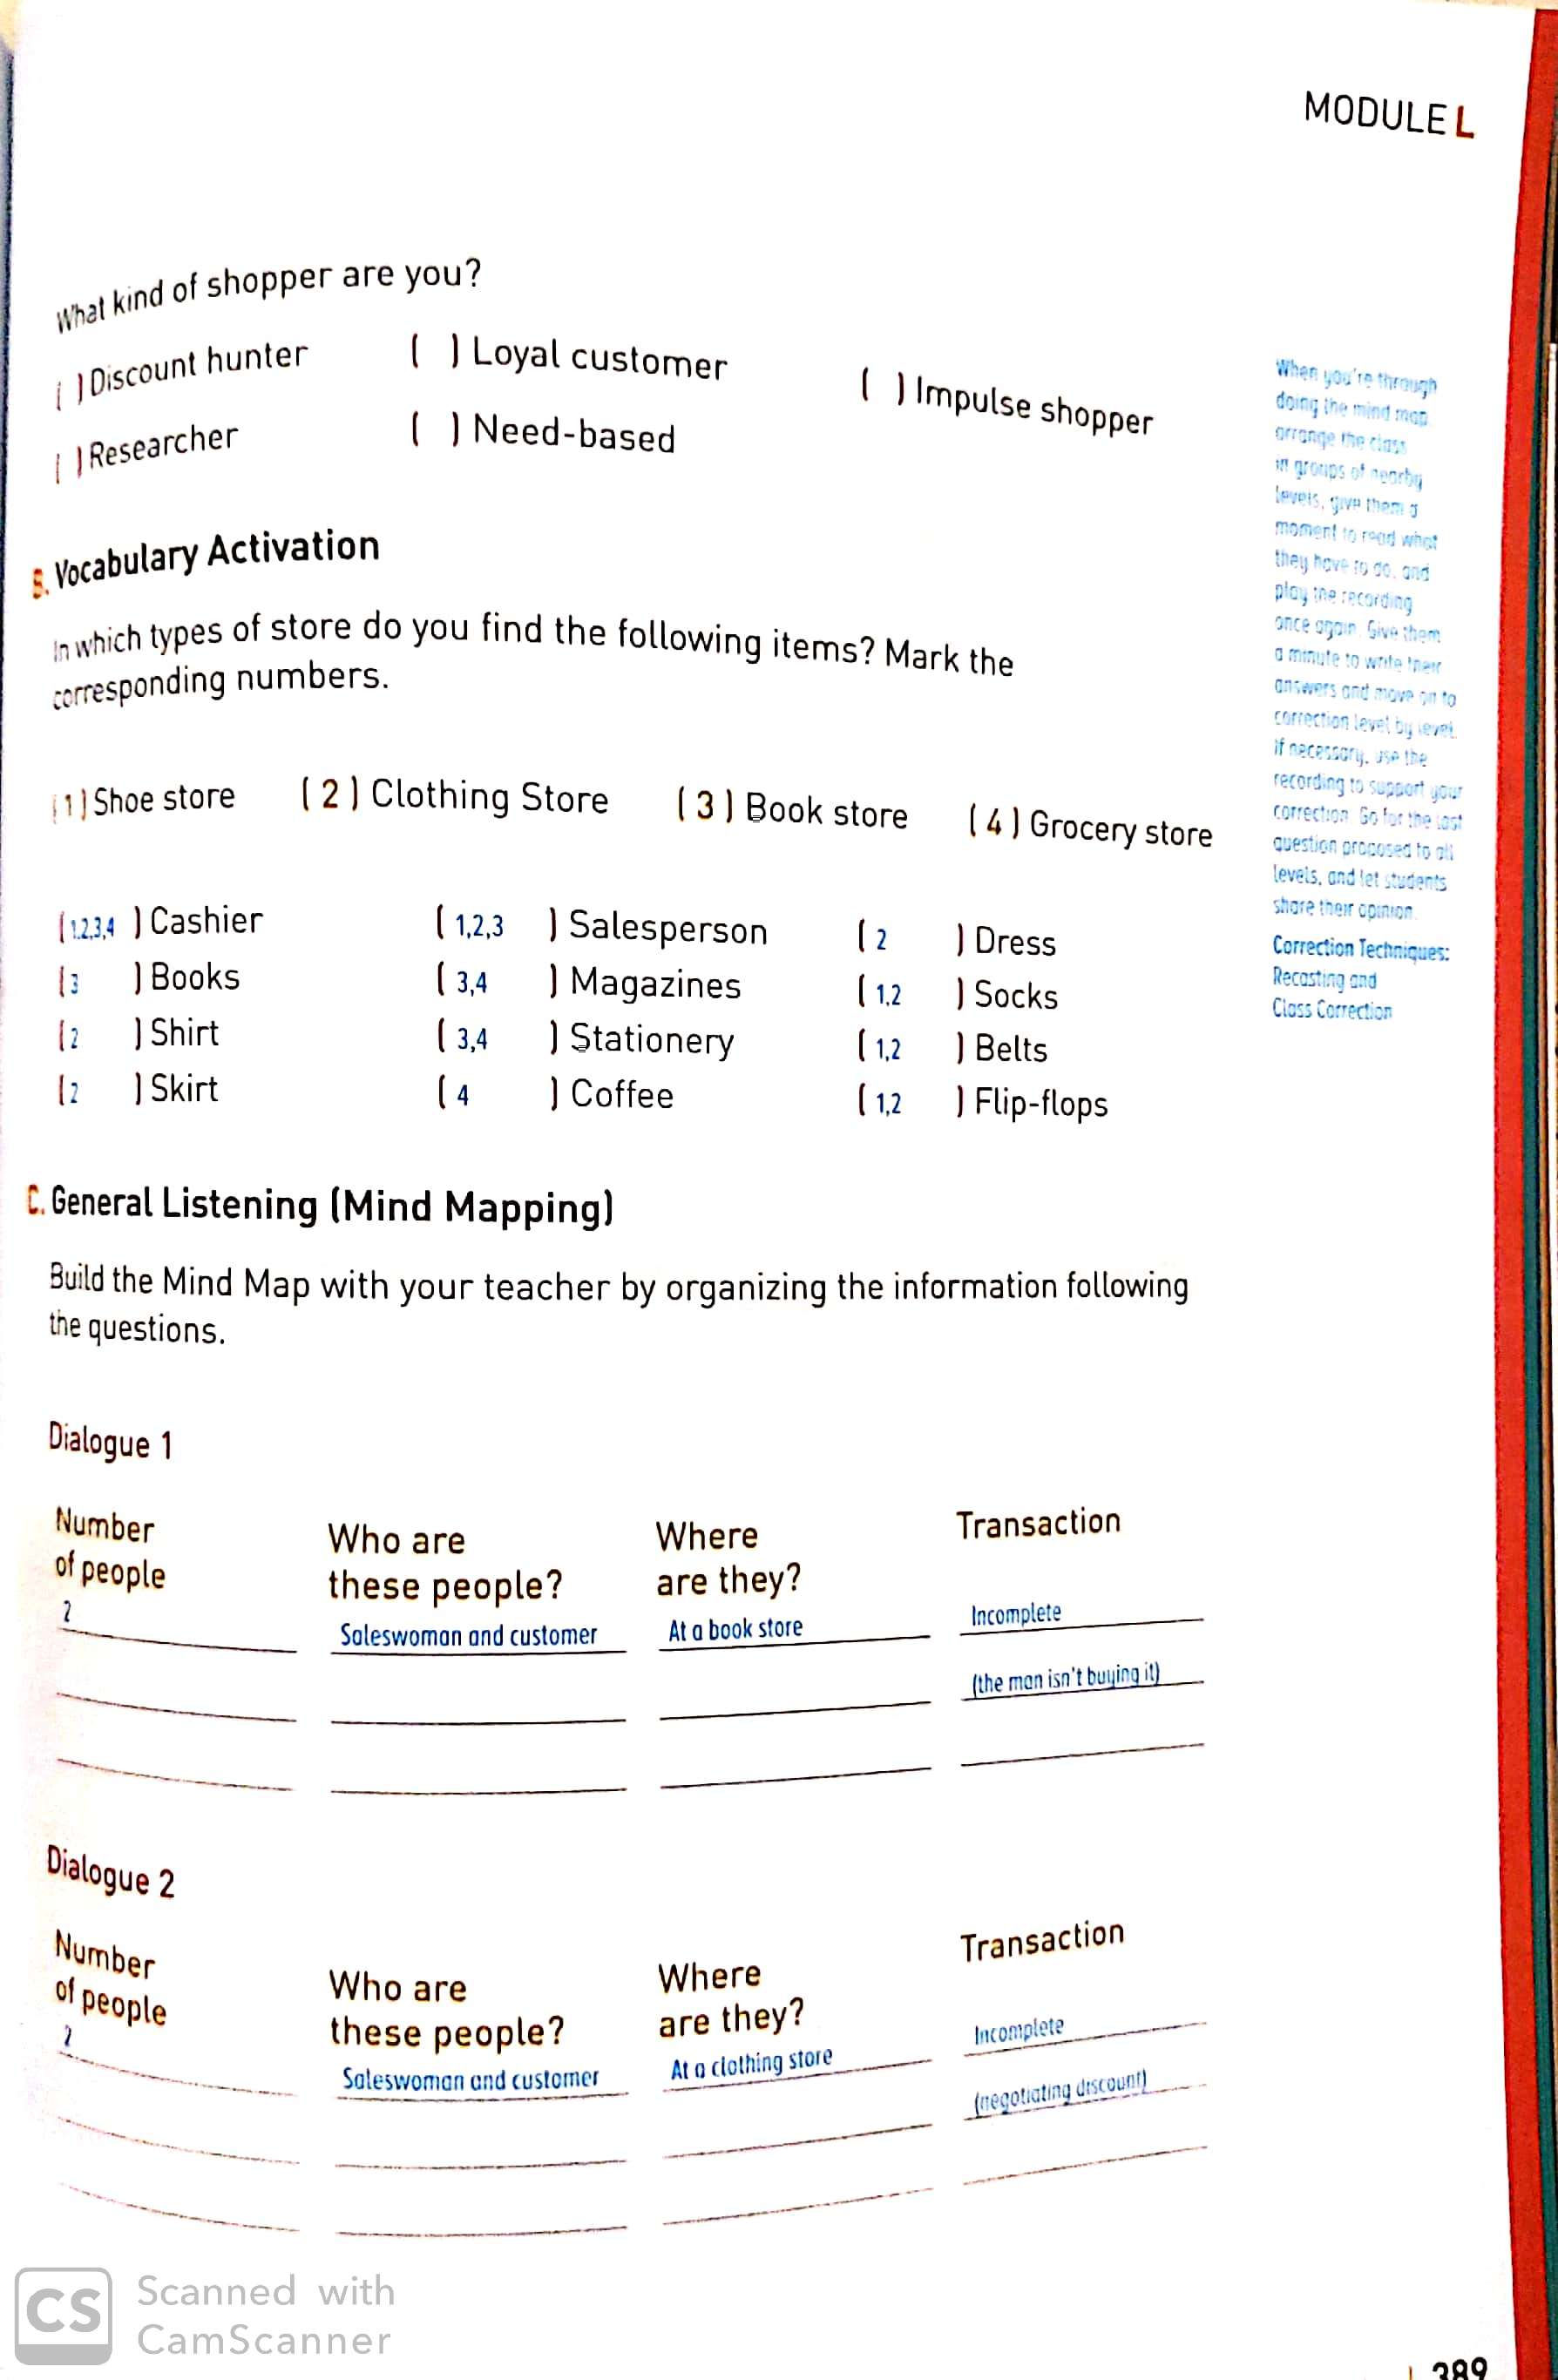 MODULE L
What kind of shopper are you?
[ ] Discount hunter [ ] Loyal customer [ ] Impulse shopper
[ ] Researcher [ ] Need-based
B. Vocabulary Activation
In which types of store do you find the following items? Mark the
corresponding numbers.
[ 1 ] Shoe store [ 2 ] Clothing Store [ 3 ] Book store [ 4 ] Grocery store
[ 1,2,3,4 ] Cashier [ 1,2,3 ] Salesperson [ 2 ] Dress
[ 3 ] Books [ 3,4 ] Magazines [ 1,2 ] Socks
[ 2 ] Shirt [ 3,4 ] Stationery [ 1,2 ] Belts
[ 2 ] Skirt [ 4 ] Coffee [ 1,2 ] Flip-flops
C. General Listening (Mind Mapping)
Build the Mind Map with your teacher by organizing the information following
the questions.
Dialogue 1
Number
of people
2
Who are
these people?
Saleswoman and customer
Where
are they?
At a book store
Transaction
Incomplete
(the man isn't buying it)
Dialogue 2
Number
of people
2
Who are
these people?
Saleswoman and customer
Where
are they?
At a clothing store
Transaction
Incomplete
(negotiating discount)
When you're through
doing the mind map,
arrange the class
in groups of nearby
levels, give them a
moment to read what
they have to do, and
play the recording
once again. Give them
a minute to write their
answers and move on to
correction level by level.
If necessary, use the
recording to support your
correction. Go for the last
question proposed to all
levels, and let students
share their opinion.
Correction Techniques:
Recasting and
Class Correction
CS
Scanned with
CamScanner
389